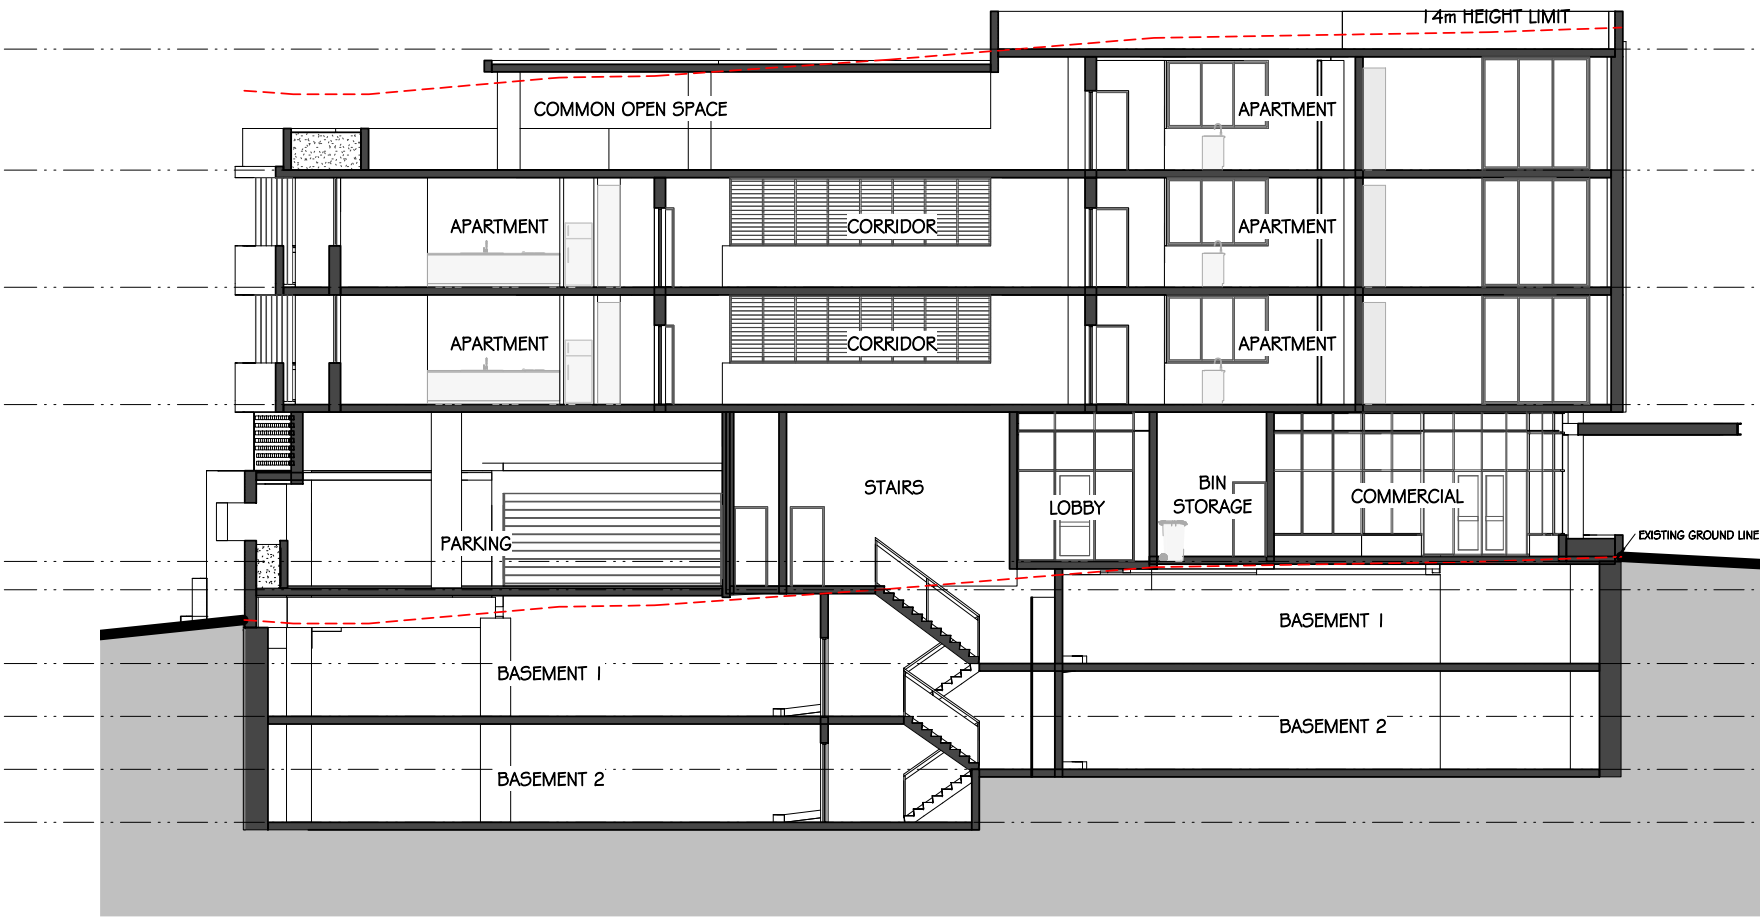 14m HEIGHT LIMIT
COMMON OPEN SPACE
APARTMENT
APARTMENT
CORRIDOR
APARTMENT
APARTMENT
CORRIDOR
APARTMENT
STAIRS
LOBBY
BIN
STORAGE
COMMERCIAL
PARKING
EXISTING GROUND LINE
BASEMENT 1
BASEMENT 1
BASEMENT 2
BASEMENT 2